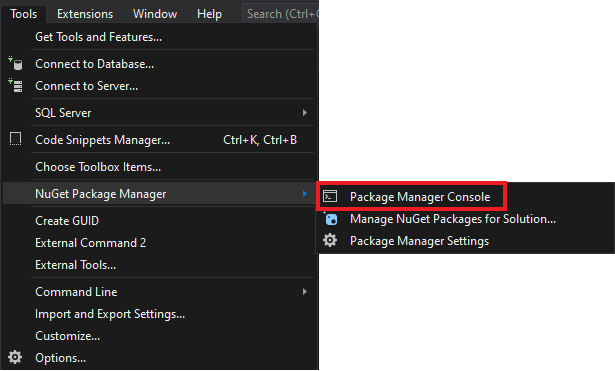 Tools Extensions Window Help Search (Ctrl+
Get Tools and Features...
Connect to Database...
Connect to Server...
SQL Server
Code Snippets Manager... Ctrl+K, Ctrl+B
Choose Toolbox Items...
NuGet Package Manager
Package Manager Console
Manage NuGet Packages for Solution...
Package Manager Settings
Create GUID
External Command 2
External Tools...
Command Line
Import and Export Settings...
Customize...
Options...